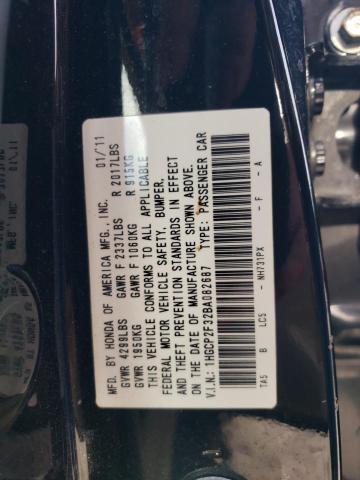 MFD. BY HONDA OF AMERICA MFG., INC. 01/11
GVWR 4299LBS GAWR F 2337LBS R 2017LBS
GVWR 1950KG GAWR F 1060KG R 915KG
THIS VEHICLE CONFORMS TO ALL APPLICABLE
FEDERAL MOTOR VEHICLE SAFETY, BUMPER,
AND THEFT PREVENTION STANDARDS IN EFFECT
ON THE DATE OF MANUFACTURE SHOWN ABOVE.
V.I.N.: 1HGCP2F32BA082687 TYPE: PASSENGER CAR
TA5 B LC5 - NH731PX - F - A